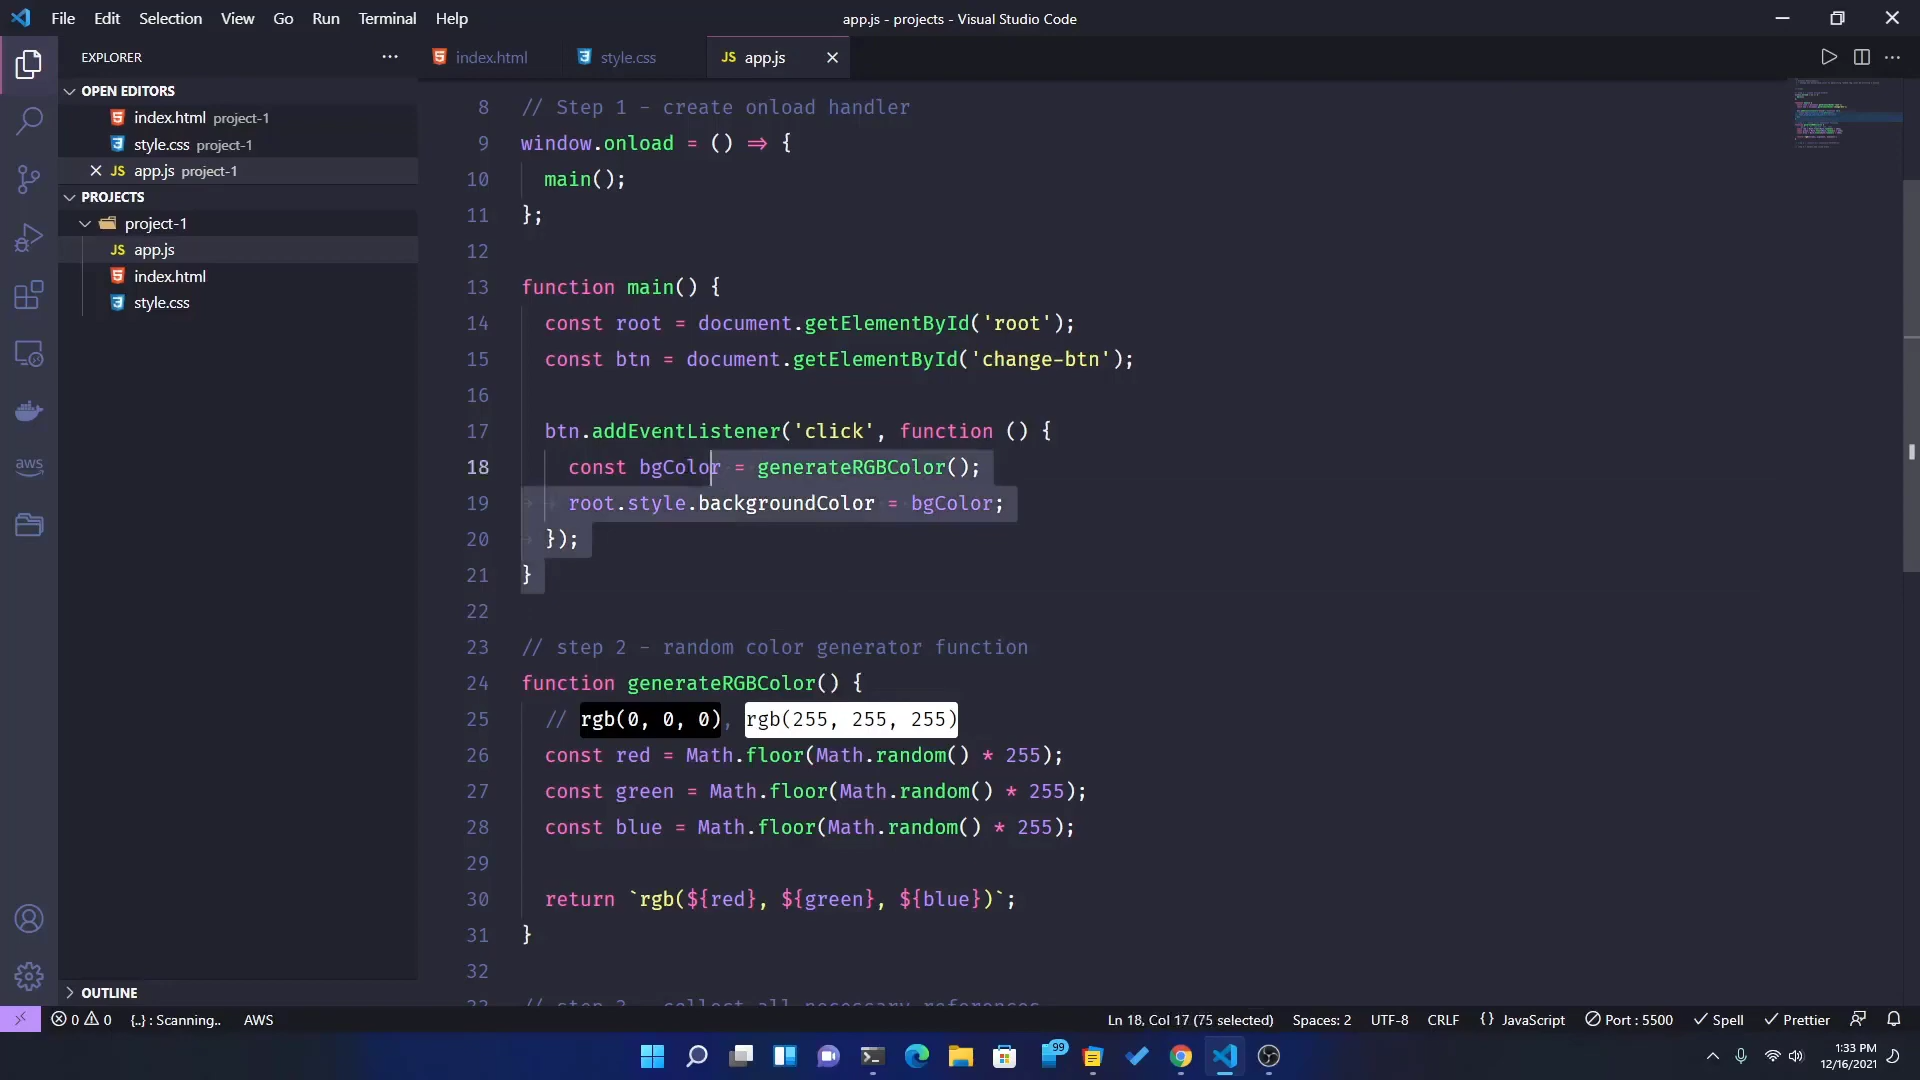 File Edit Selection View Go Run Terminal Help
app.js - projects - Visual Studio Code
EXPLORER
index.html
style.css
JS app.js
OPEN EDITORS
index.html project-1
style.css project-1
JS app.js project-1
PROJECTS
project-1
JS app.js
index.html
style.css
OUTLINE
8 // Step 1 - create onload handler
9 window.onload = () => {
10 main();
11 };
12
13 function main() {
14 const root = document.getElementById('root');
15 const btn = document.getElementById('change-btn');
16
17 btn.addEventListener('click', function () {
18 const bgColor = generateRGBColor();
19 root.style.backgroundColor = bgColor;
20 });
21 }
22
23 // step 2 - random color generator function
24 function generateRGBColor() {
25 // rgb(0, 0, 0), rgb(255, 255, 255)
26 const red = Math.floor(Math.random() * 255);
27 const green = Math.floor(Math.random() * 255);
28 const blue = Math.floor(Math.random() * 255);
29
30 return `rgb(${red}, ${green}, ${blue})`;
31 }
32
33 // step 3 - collect all necessary references
aws
0 0 {..} : Scanning.. AWS
Ln 18, Col 17 (75 selected) Spaces: 2 UTF-8 CRLF {} JavaScript Port : 5500 Spell Prettier
99
1:33 PM
12/16/2021